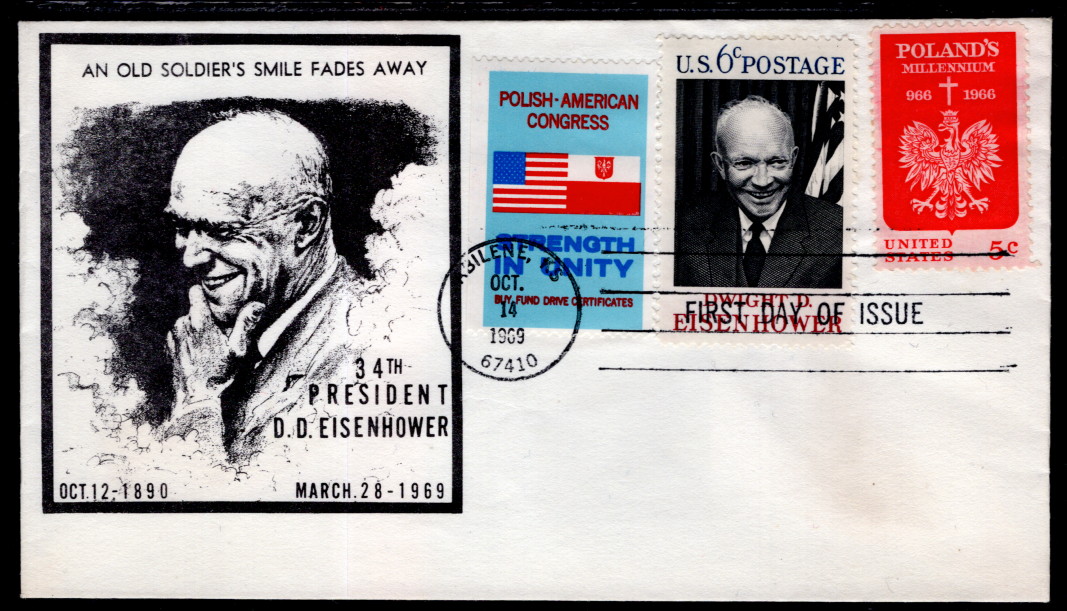 AN OLD SOLDIER'S SMILE FADES AWAY
34TH
PRESIDENT
D.D. EISENHOWER
OCT.12-1890 MARCH.28-1969
POLISH-AMERICAN
CONGRESS
STRENGTH
IN UNITY
BUY FUND DRIVE CERTIFICATES
ABILENE, KS
OCT.
14
1969
67410
U.S. 6c POSTAGE
DWIGHT D.
EISENHOWER
FIRST DAY OF ISSUE
POLAND'S
MILLENNIUM
966 1966
UNITED
STATES
5c